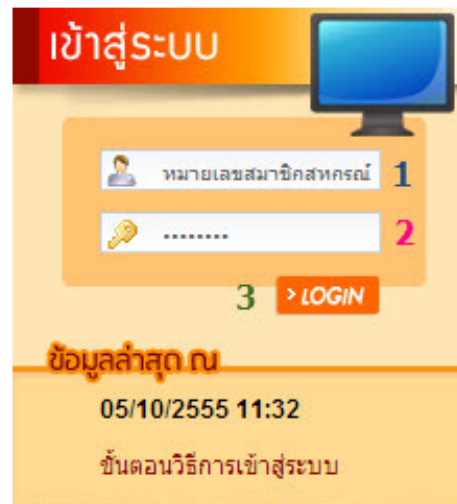 เข้าสู่ระบบ
หมายเลขสมาชิกสหกรณ์ 1
........ 2
3 > LOGIN
ข้อมูลล่าสุด ณ
05/10/2555 11:32
ขั้นตอนวิธีการเข้าสู่ระบบ